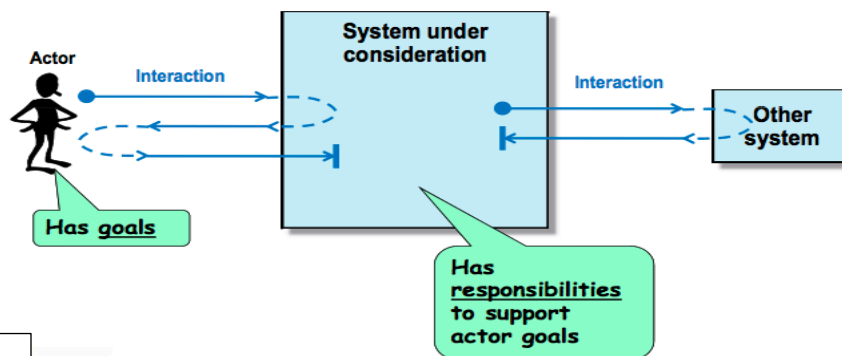 System under
consideration
Actor
Interaction
Interaction
Other
system
Has goals
Has
responsibilities
to support
actor goals